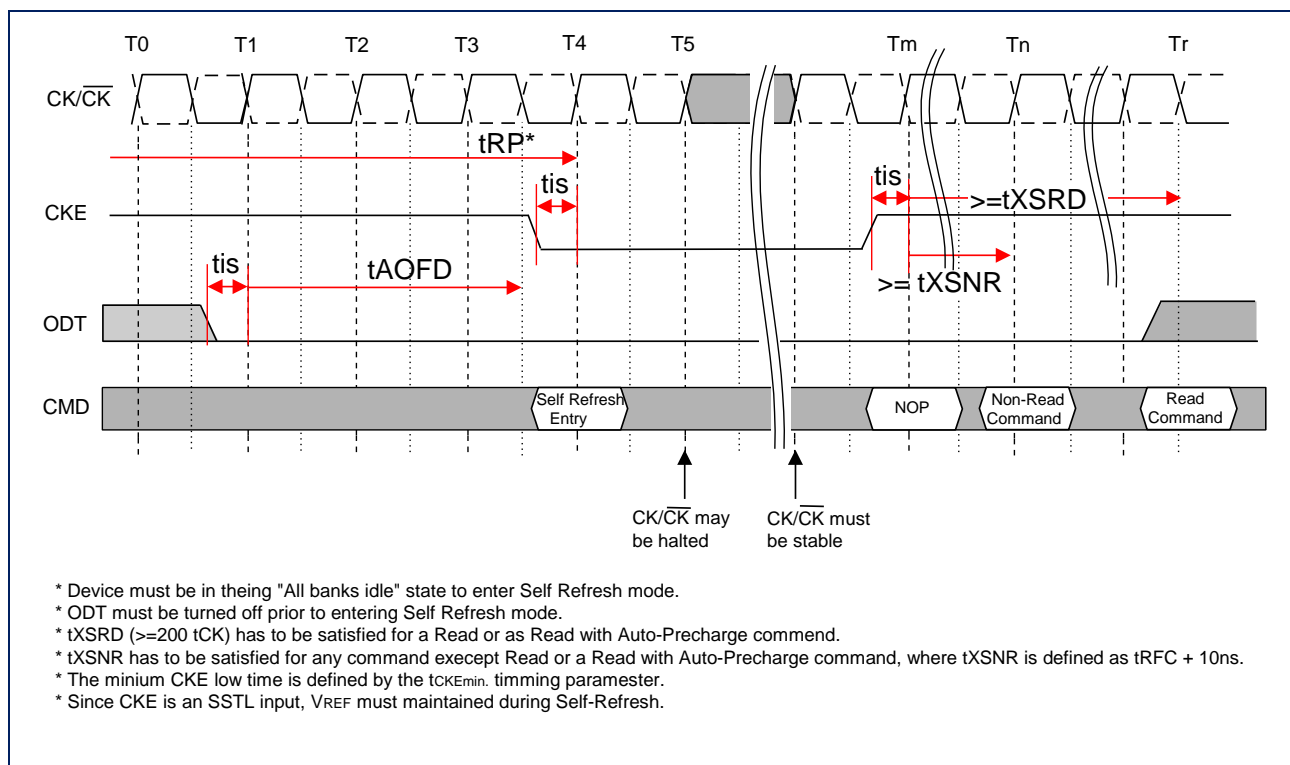 T0 T1 T2 T3 T4 T5 Tm Tn Tr
CK/CK
tRP*
tis tis >=tXSRD
CKE
tis tAOFD >= tXSNR
ODT
CMD Self Refresh Entry NOP Non-Read Command Read Command
CK/CK may be halted
CK/CK must be stable
* Device must be in theing "All banks idle" state to enter Self Refresh mode.
* ODT must be turned off prior to entering Self Refresh mode.
* tXSRD (>=200 tCK) has to be satisfied for a Read or as Read with Auto-Precharge commend.
* tXSNR has to be satisfied for any command execept Read or a Read with Auto-Precharge command, where tXSNR is defined as tRFC + 10ns.
* The minium CKE low time is defined by the tCKEmin. timming paramester.
* Since CKE is an SSTL input, VREF must maintained during Self-Refresh.